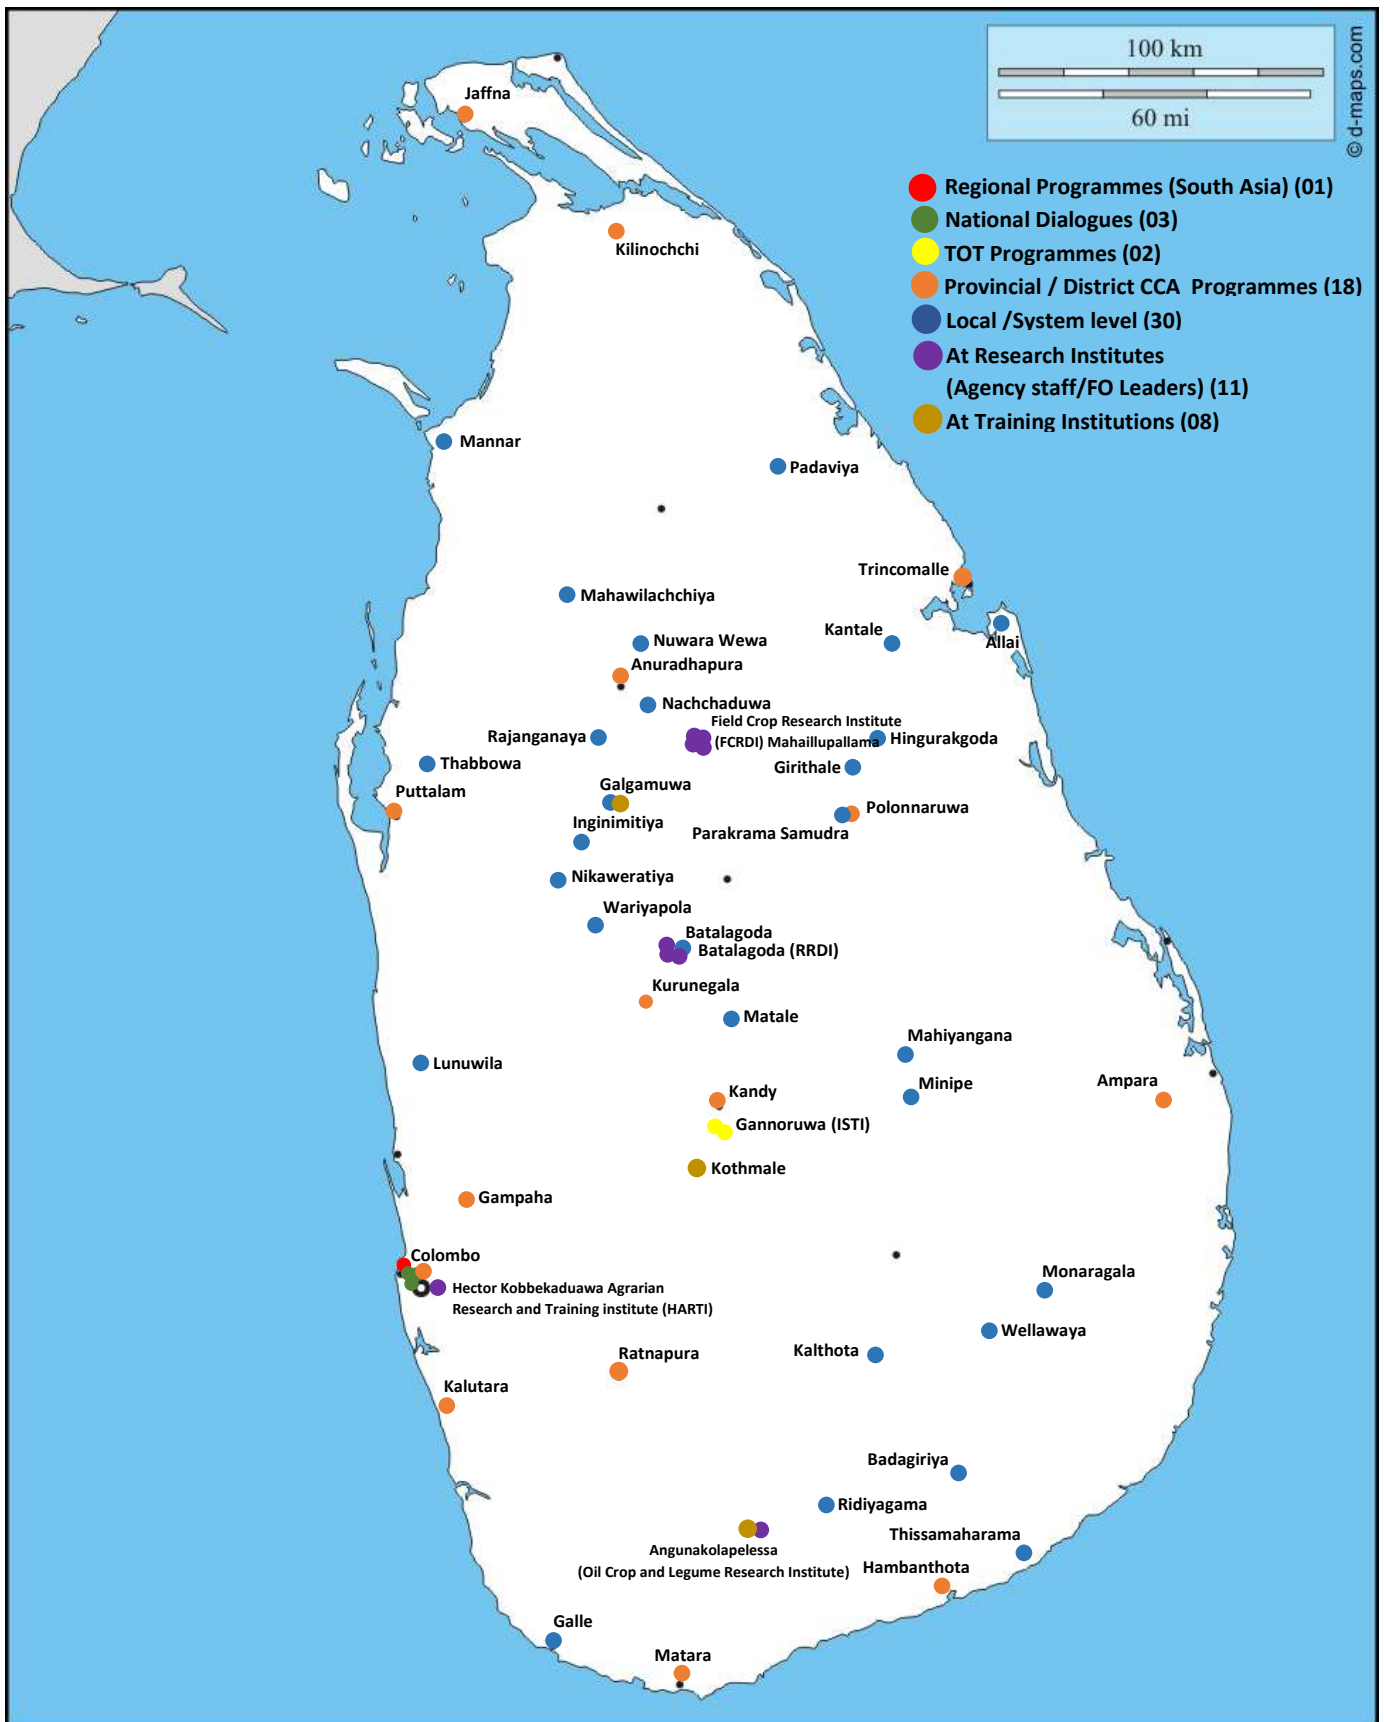 100 km
60 mi
© d-maps.com
Jaffna
Regional Programmes (South Asia) (01)
National Dialogues (03)
TOT Programmes (02)
Provincial / District CCA Programmes (18)
Local /System level (30)
At Research Institutes
(Agency staff/FO Leaders) (11)
At Training Institutions (08)
Kilinochchi
Mannar
Padaviya
Trincomalle
Mahawilachchiya
Kantale
Nuwara Wewa
Allai
Anuradhapura
Nachchaduwa
Field Crop Research Institute
(FCRDI) Mahaillupallama
Rajanganaya
Hingurakgoda
Thabbowa
Girithale
Galgamuwa
Puttalam
Polonnaruwa
Inginimitiya
Parakrama Samudra
Nikaweratiya
Wariyapola
Batalagoda
Batalagoda (RRDI)
Kurunegala
Matale
Mahiyangana
Lunuwila
Minipe
Ampara
Kandy
Gannoruwa (ISTI)
Kothmale
Gampaha
Colombo
Monaragala
Hector Kobbekaduawa Agrarian
Research and Training institute (HARTI)
Wellawaya
Kalthota
Ratnapura
Kalutara
Badagiriya
Ridiyagama
Thissamaharama
Angunakolapelessa
(Oil Crop and Legume Research Institute)
Hambanthota
Galle
Matara